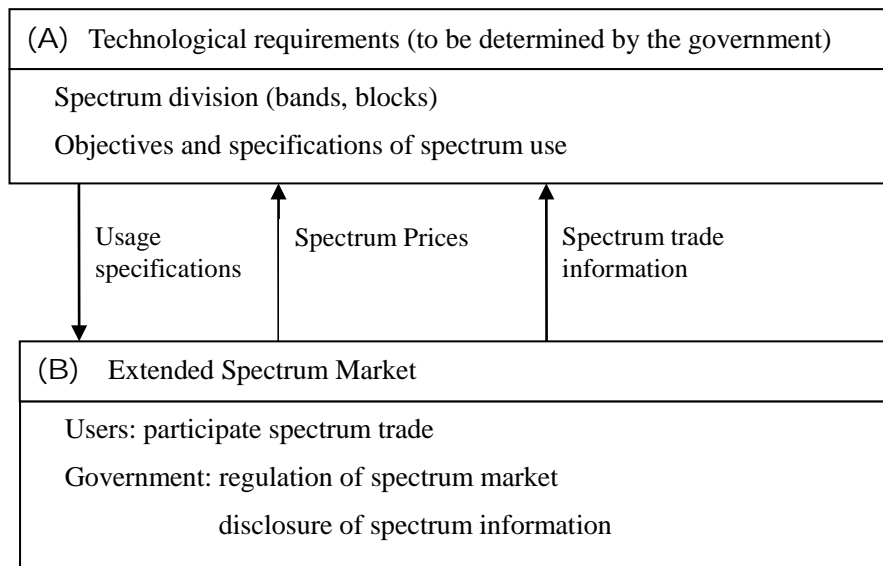 (A) Technological requirements (to be determined by the government)
Spectrum division (bands, blocks)
Objectives and specifications of spectrum use
Usage
specifications
Spectrum Prices
Spectrum trade
information
(B) Extended Spectrum Market
Users: participate spectrum trade
Government: regulation of spectrum market
disclosure of spectrum information